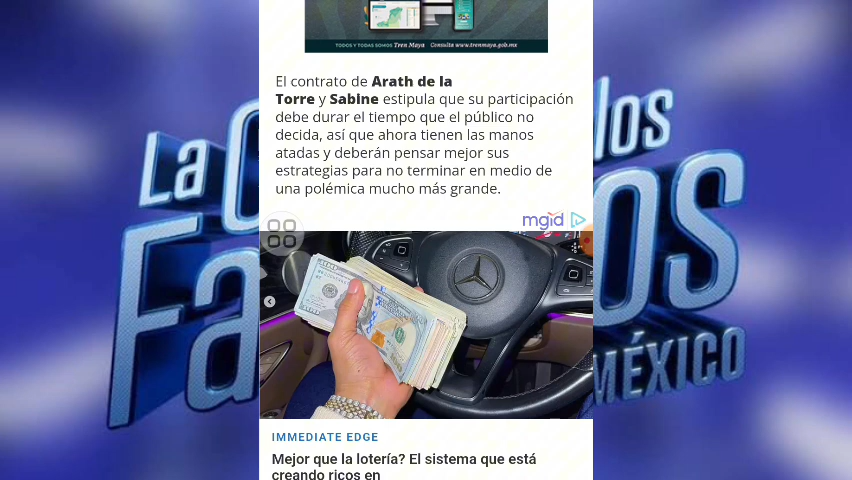 TODOS Y TODAS SOMOS Tren Maya Consulta www.trenmaya.gob.mx
El contrato de Arath de la
Torre y Sabine estipula que su participación
debe durar el tiempo que el público no
decida, así que ahora tienen las manos
atadas y deberán pensar mejor sus
estrategias para no terminar en medio de
una polémica mucho más grande.
mgid
IMMEDIATE EDGE
Mejor que la lotería? El sistema que está
creando ricos en
La
los
MÉXICO